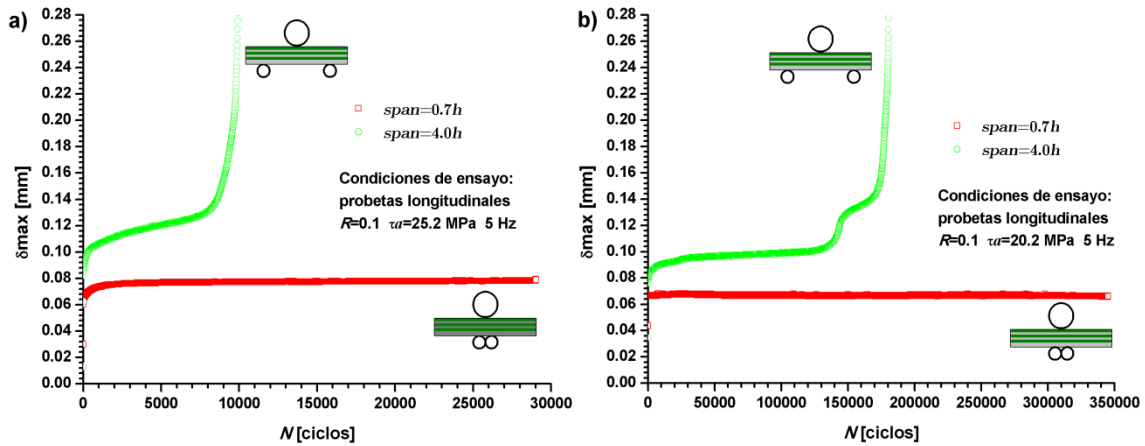 a)
δmax [mm]
0.28
0.26
0.24
0.22
0.20
0.18
0.16
0.14
0.12
0.10
0.08
0.06
0.04
0.02
0.00
span=0.7h
span=4.0h
Condiciones de ensayo:
probetas longitudinales
R=0.1 τa=25.2 MPa 5 Hz
0 5000 10000 15000 20000 25000 30000
N [ciclos]
b)
δmax [mm]
0.28
0.26
0.24
0.22
0.20
0.18
0.16
0.14
0.12
0.10
0.08
0.06
0.04
0.02
0.00
span=0.7h
span=4.0h
Condiciones de ensayo:
probetas longitudinales
R=0.1 τa=20.2 MPa 5 Hz
0 50000 100000 150000 200000 250000 300000 350000
N [ciclos]